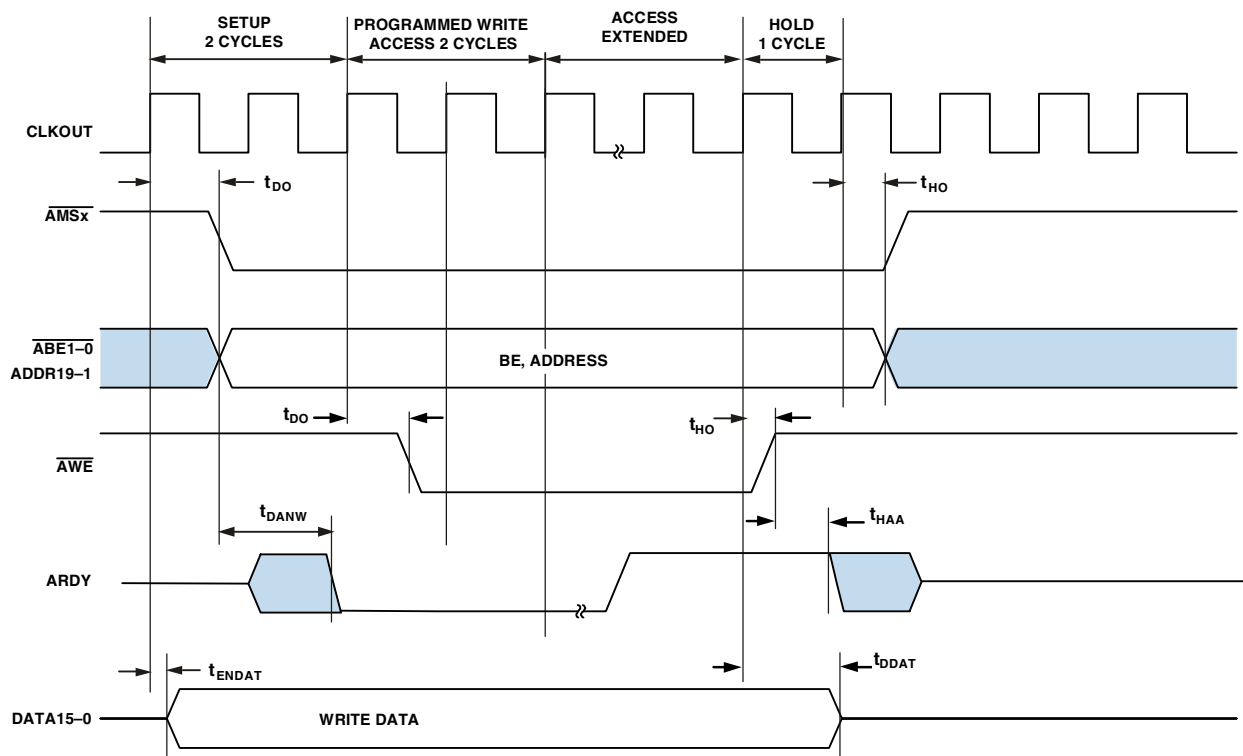 SETUP
2 CYCLES
PROGRAMMED WRITE
ACCESS 2 CYCLES
ACCESS
EXTENDED
HOLD
1 CYCLE
CLKOUT
tDO
tHO
AMSx
ABE1–0
ADDR19–1
BE, ADDRESS
tDO
tHO
AWE
tDANW
tHAA
ARDY
tENDAT
tDDAT
DATA15–0
WRITE DATA